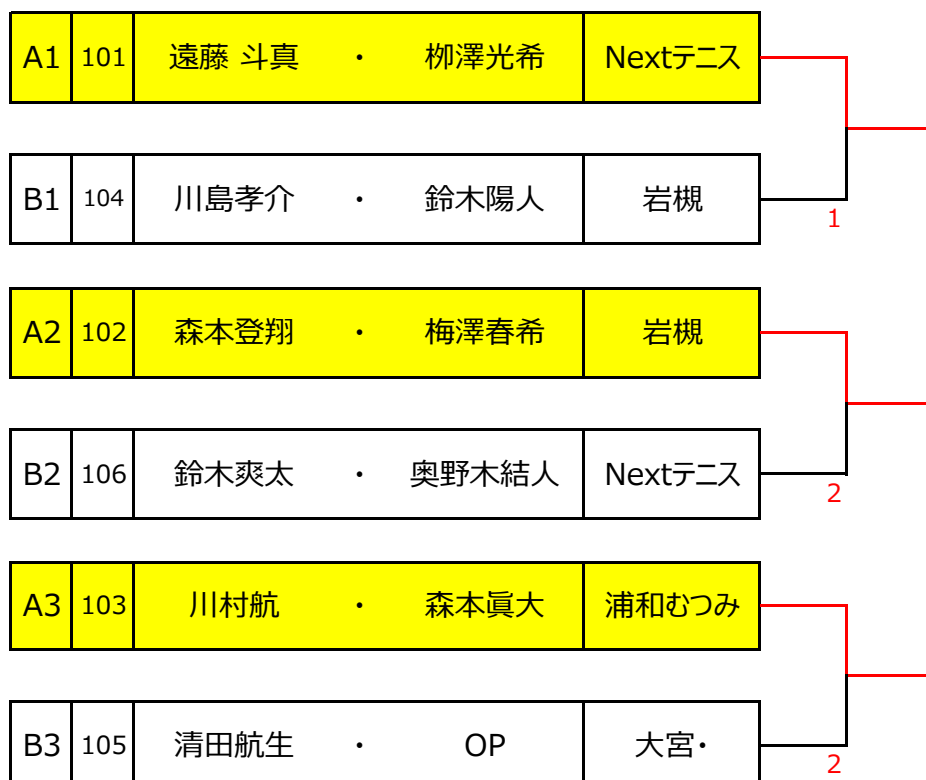 A1 101 遠藤 斗真 ・ 栁澤光希 Nextテニス
B1 104 川島孝介 ・ 鈴木陽人 岩槻
1
A2 102 森本登翔 ・ 梅澤春希 岩槻
B2 106 鈴木爽太 ・ 奥野木結人 Nextテニス
2
A3 103 川村航 ・ 森本眞大 浦和むつみ
B3 105 清田航生 ・ OP 大宮・
2